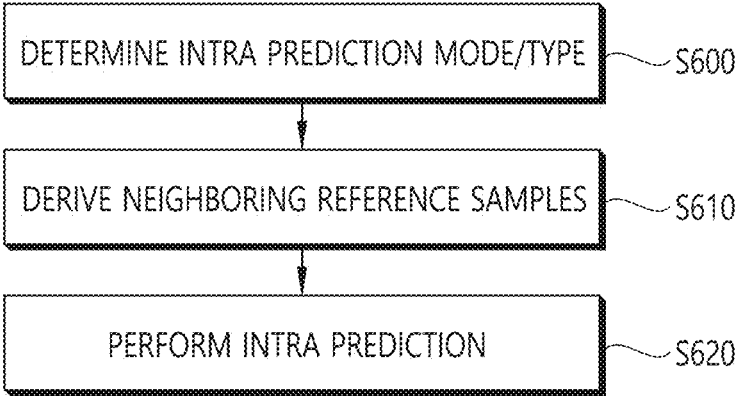 DETERMINE INTRA PREDICTION MODE/TYPE
S600
DERIVE NEIGHBORING REFERENCE SAMPLES
S610
PERFORM INTRA PREDICTION
S620